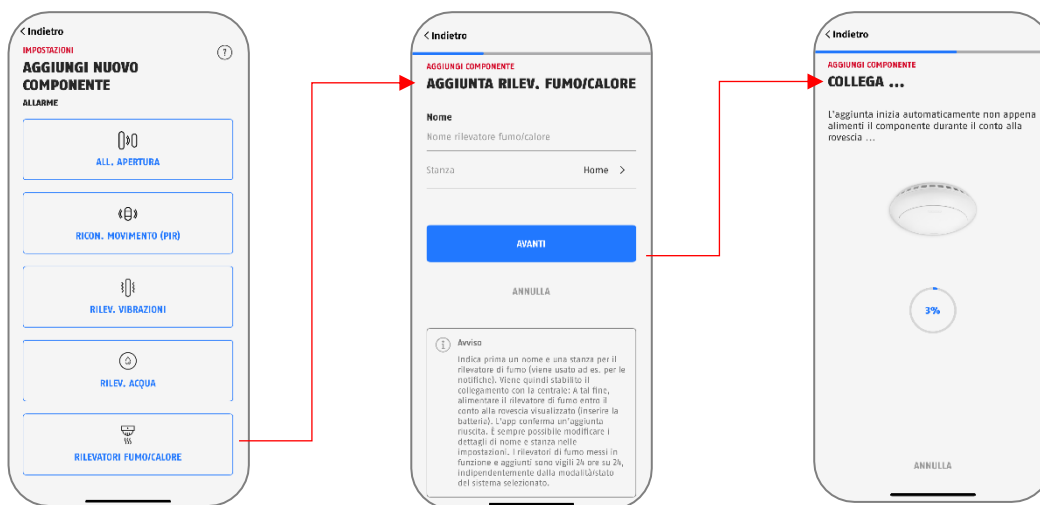 < Indietro
IMPOSTAZIONI
?
AGGIUNGI NUOVO
COMPONENTE
ALLARME
ALL. APERTURA
RICON. MOVIMENTO (PIR)
RILEV. VIBRAZIONI
RILEV. ACQUA
RILEVATORI FUMO/CALORE
< Indietro
AGGIUNGI COMPONENTE
AGGIUNTA RILEV. FUMO/CALORE
Nome
Nome rilevatore fumo/calore
Stanza Home >
AVANTI
ANNULLA
i Avviso
Indica prima un nome e una stanza per il
rilevatore di fumo (viene usato ad es. per le
notifiche). Viene quindi stabilito il
collegamento con la centrale: A tal fine,
alimentare il rilevatore di fumo entro il
conto alla rovescia visualizzato (inserire la
batteria). L'app conferma un'aggiunta
riuscita. È sempre possibile modificare i
dettagli di nome e stanza nelle
impostazioni. I rilevatori di fumo messi in
funzione e aggiunti sono vigili 24 ore su 24,
indipendentemente dalla modalità/stato
del sistema selezionato.
< Indietro
AGGIUNGI COMPONENTE
COLLEGA ...
L'aggiunta inizia automaticamente non appena
alimenti il componente durante il conto alla
rovescia ...
3%
ANNULLA